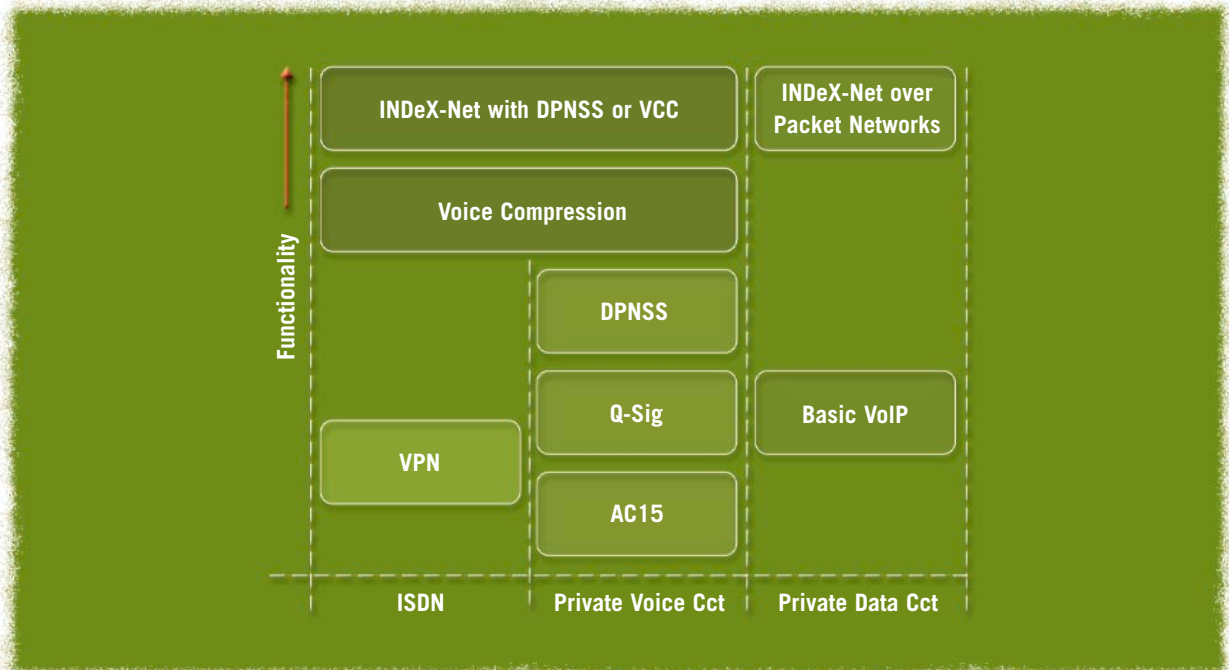 INDeX-Net with DPNSS or VCC
INDeX-Net over
Packet Networks
Voice Compression
Functionality
DPNSS
Q-Sig
Basic VoIP
VPN
AC15
ISDN
Private Voice Cct
Private Data Cct